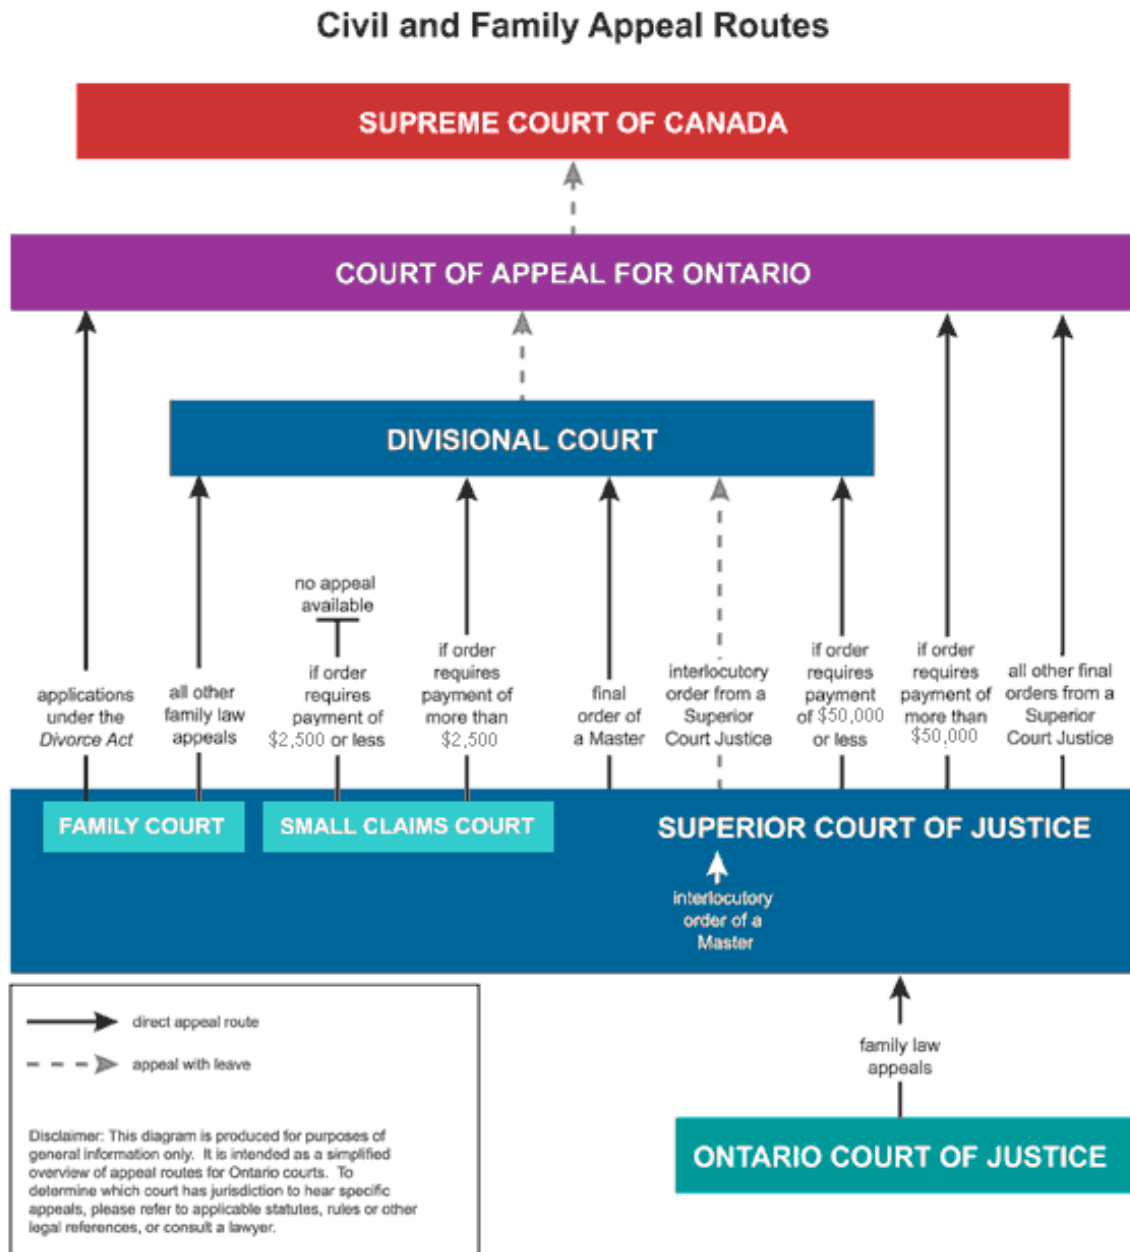 Civil and Family Appeal Routes
SUPREME COURT OF CANADA
COURT OF APPEAL FOR ONTARIO
DIVISIONAL COURT
applications
under the
Divorce Act
all other
family law
appeals
no appeal
available
if order
requires
payment of
$2,500 or less
if order
requires
payment of
more than
$2,500
final
order of
a Master
interlocutory
order from a
Superior
Court Justice
if order
requires
payment
of $50,000
or less
if order
requires
payment of
more than
$50,000
all other final
orders from a
Superior
Court Justice
FAMILY COURT
SMALL CLAIMS COURT
SUPERIOR COURT OF JUSTICE
interlocutory
order of a
Master
direct appeal route
appeal with leave
Disclaimer: This diagram is produced for purposes of
general information only. It is intended as a simplified
overview of appeal routes for Ontario courts. To
determine which court has jurisdiction to hear specific
appeals, please refer to applicable statutes, rules or other
legal references, or consult a lawyer.
family law
appeals
ONTARIO COURT OF JUSTICE